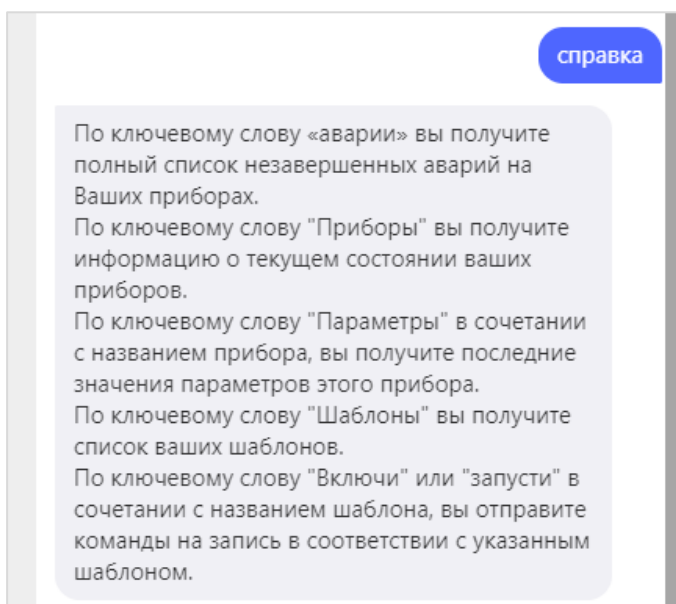 справка
По ключевому слову «аварии» вы получите
полный список незавершенных аварий на
Ваших приборах.
По ключевому слову "Приборы" вы получите
информацию о текущем состоянии ваших
приборов.
По ключевому слову "Параметры" в сочетании
с названием прибора, вы получите последние
значения параметров этого прибора.
По ключевому слову "Шаблоны" вы получите
список ваших шаблонов.
По ключевому слову "Включи" или "запусти" в
сочетании с названием шаблона, вы отправите
команды на запись в соответствии с указанным
шаблоном.